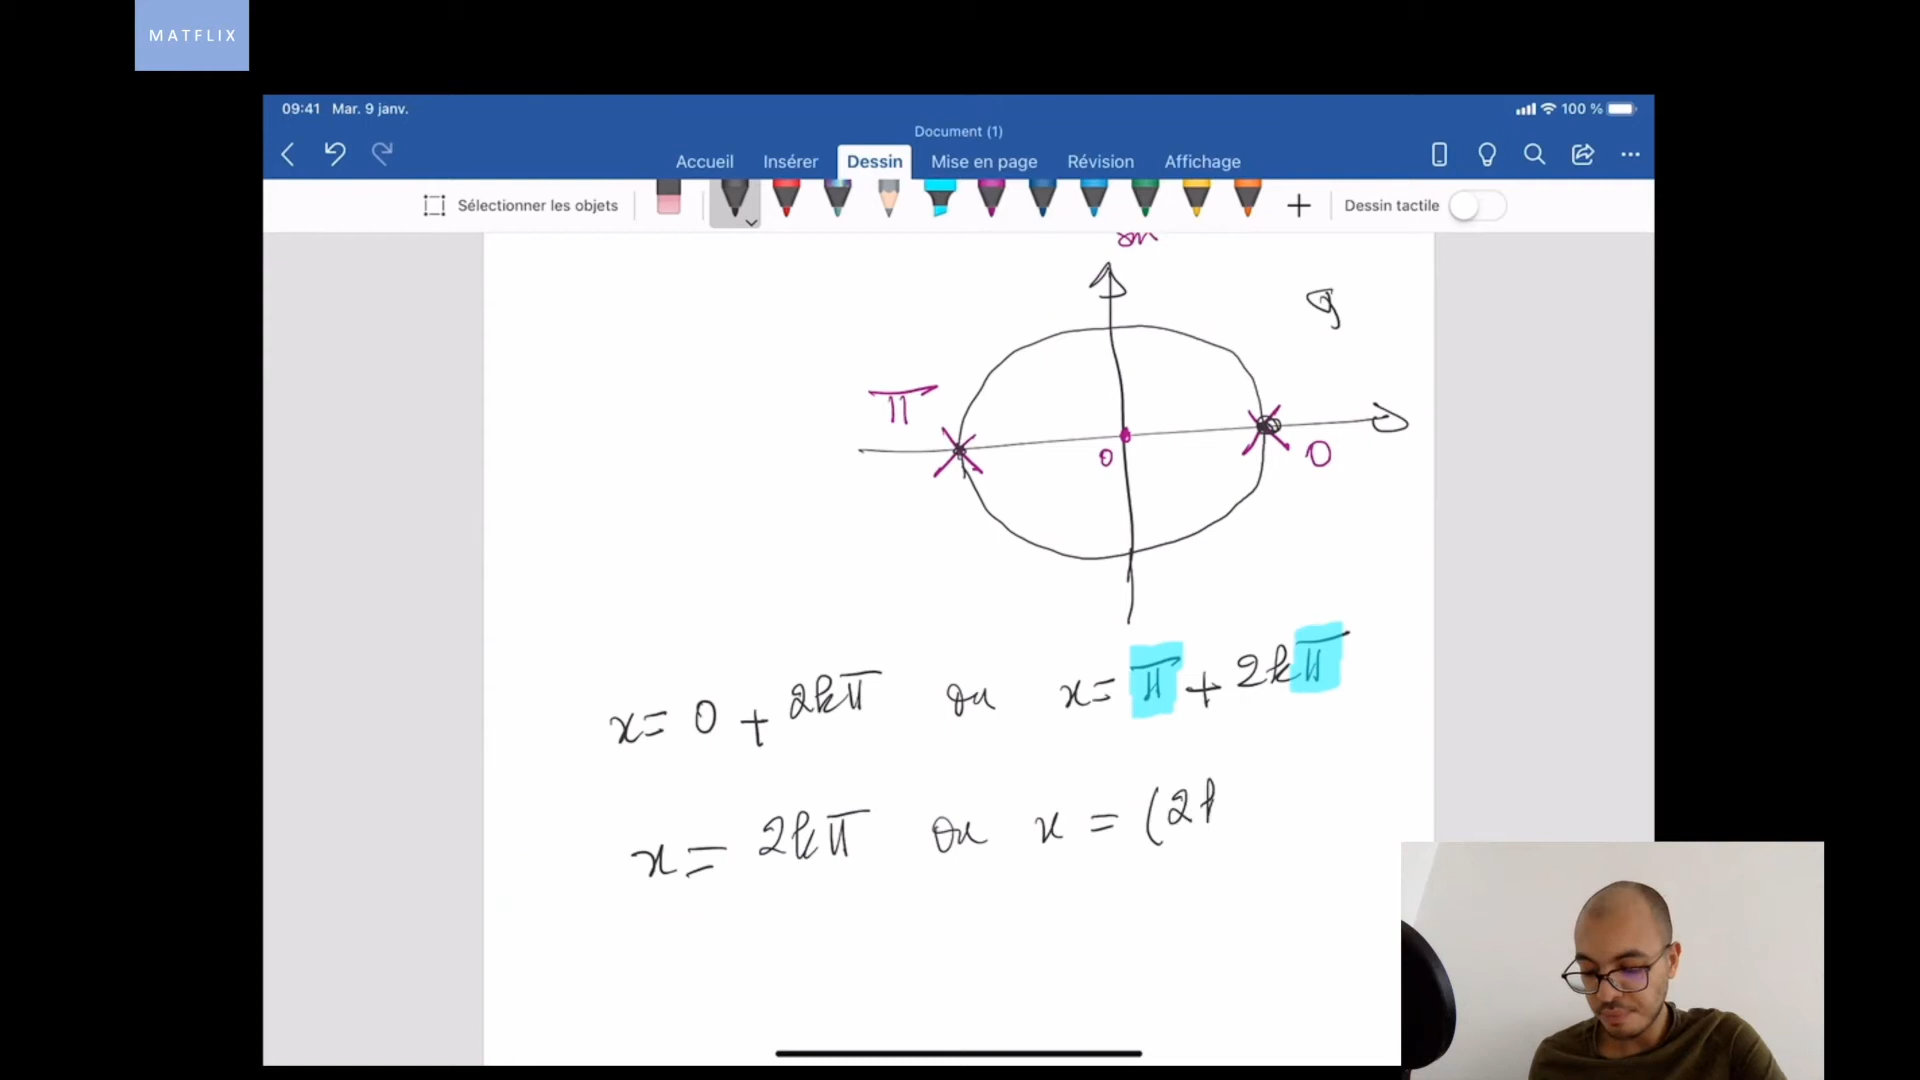 MATFLIX
09:41 Mar. 9 janv.
100 %
Document (1)
Accueil Insérer Dessin Mise en page Révision Affichage
Sélectionner les objets
Dessin tactile
π
0
0
x = 0 + 2kπ ou x = π + 2kπ
x = 2kπ ou x = (2k